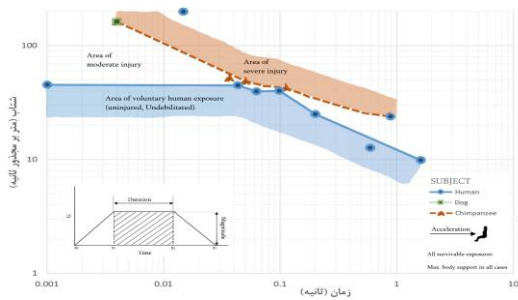 100
10
1
0.001
0.01
0.1
1
10
شتاب (متر بر مجذور ثانیه)
زمان (ثانیه)
Area of
moderate injury
Area of
severe injury
Area of voluntary human exposure
(uninjured, Undebilitated)
Duration
Magnitude
G
Time
SUBJECT
Human
Dog
Chimpanzee
Acceleration
All survivable exposures
Max. body support in all cases